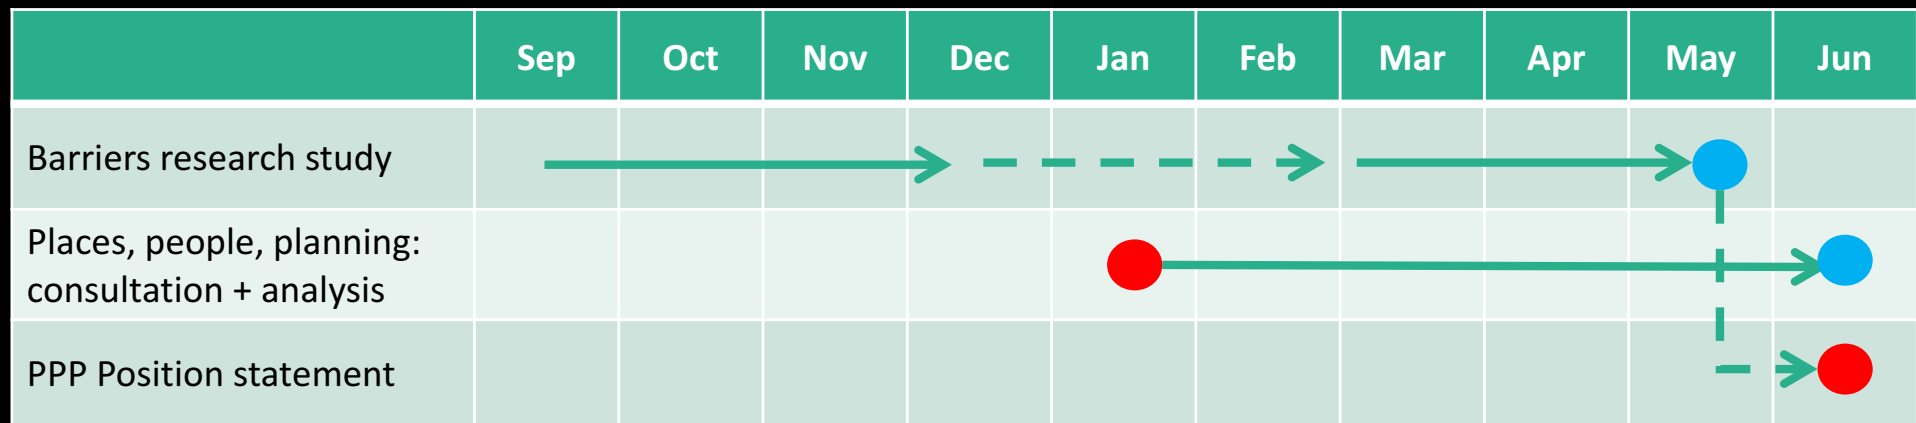 Sep Oct Nov Dec Jan Feb Mar Apr May Jun
Barriers research study
Places, people, planning:
consultation + analysis
PPP Position statement